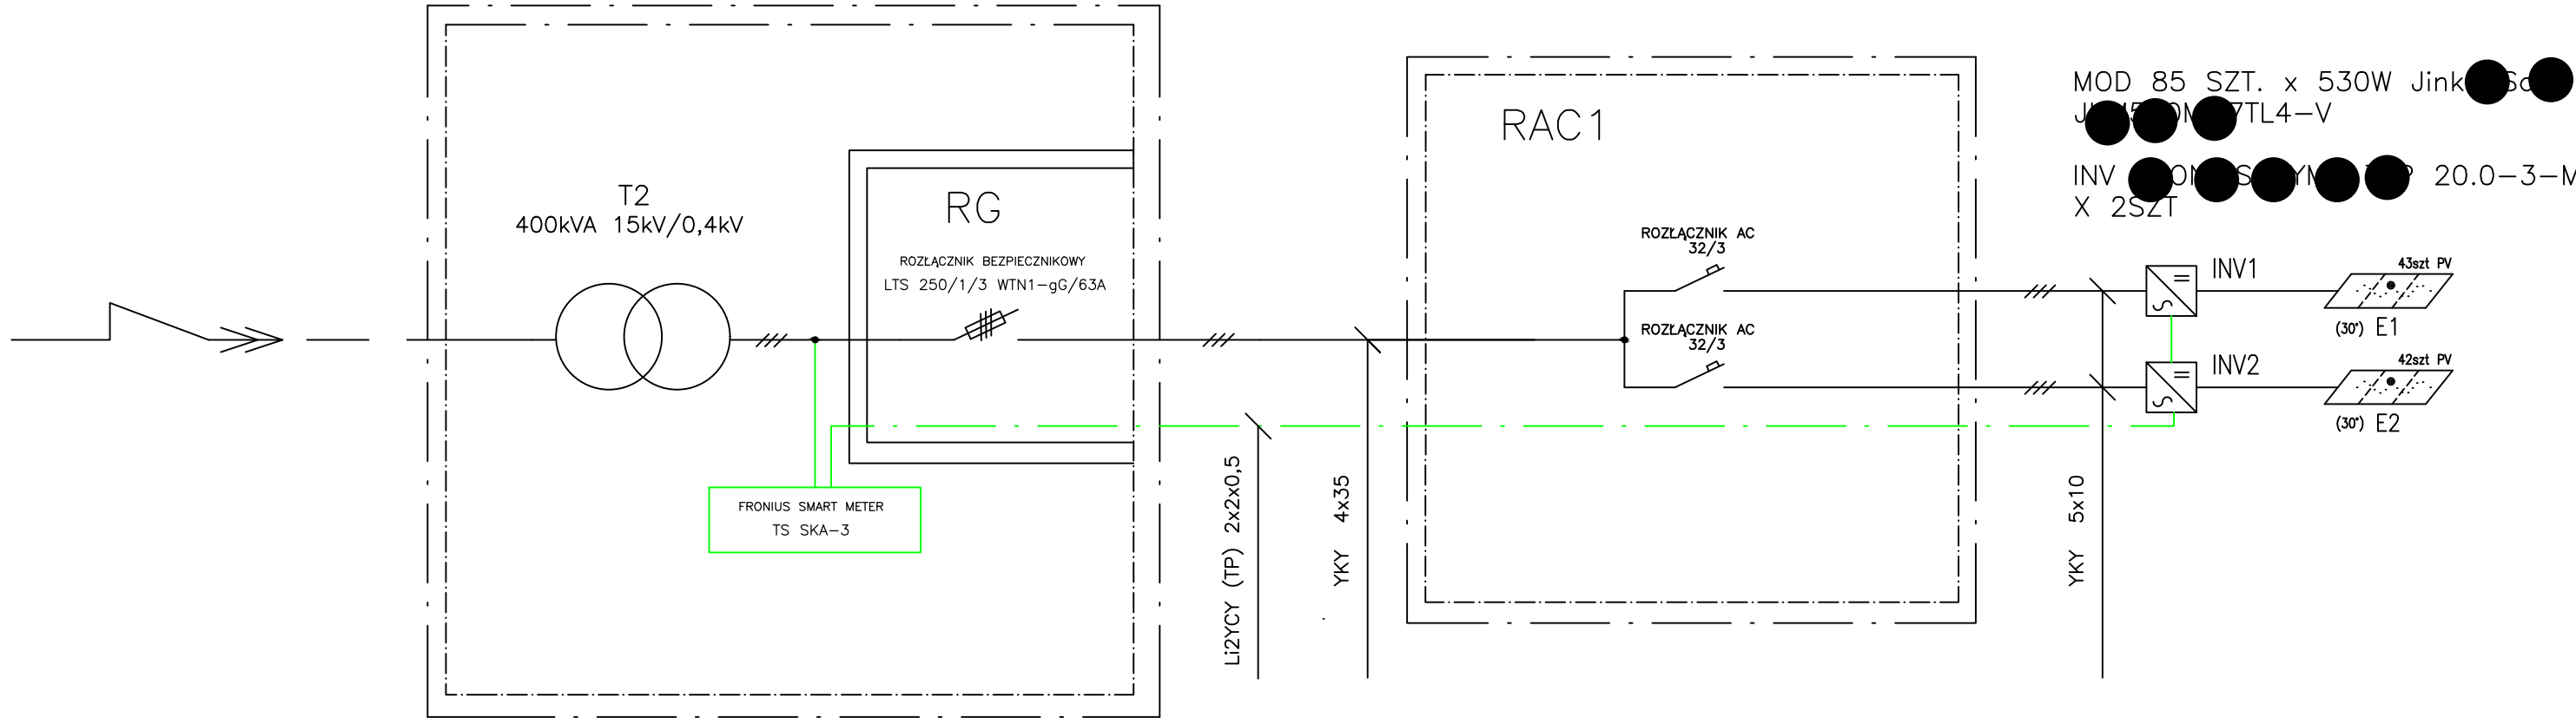 T2
400kVA 15kV/0,4kV
RG
ROZŁĄCZNIK BEZPIECZNIKOWY
LTS 250/1/3 WTN1-gG/63A
FRONIUS SMART METER
TS SKA-3
Li2YCY (TP) 2x2x0,5
YKY 4x35
RAC1
ROZŁĄCZNIK AC
32/3
ROZŁĄCZNIK AC
32/3
YKY 5x10
MOD 85 SZT. x 530W
INV 20.0-3-M
X 2SZT
INV1
43szt PV
(30°) E1
INV2
42szt PV
(30°) E2